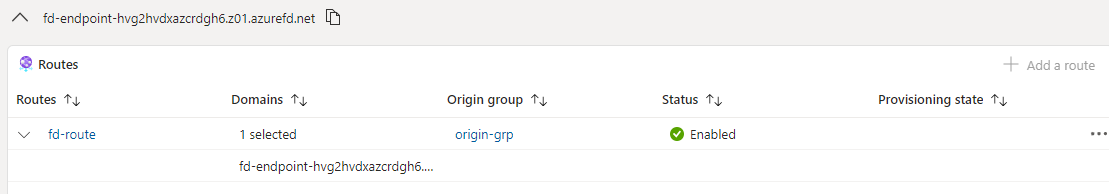 fd-endpoint-hvg2hvdxazcrdgh6.z01.azurefd.net
Routes
Add a route
Routes Domains Origin group Status Provisioning state
fd-route 1 selected origin-grp Enabled
fd-endpoint-hvg2hvdxazcrdgh6....